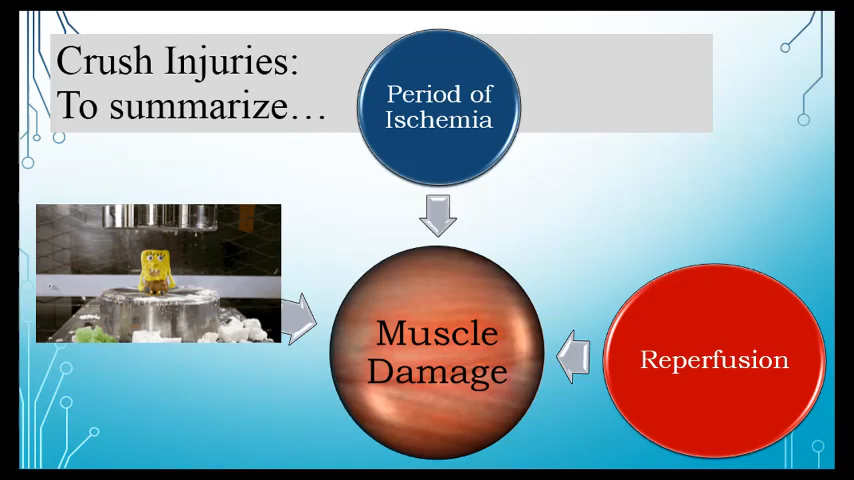 Crush Injuries:
To summarize…
Period of
Ischemia
Muscle
Damage
Reperfusion